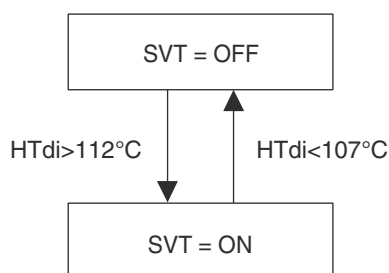 SVT = OFF
HTdi>112°C
HTdi<107°C
SVT = ON